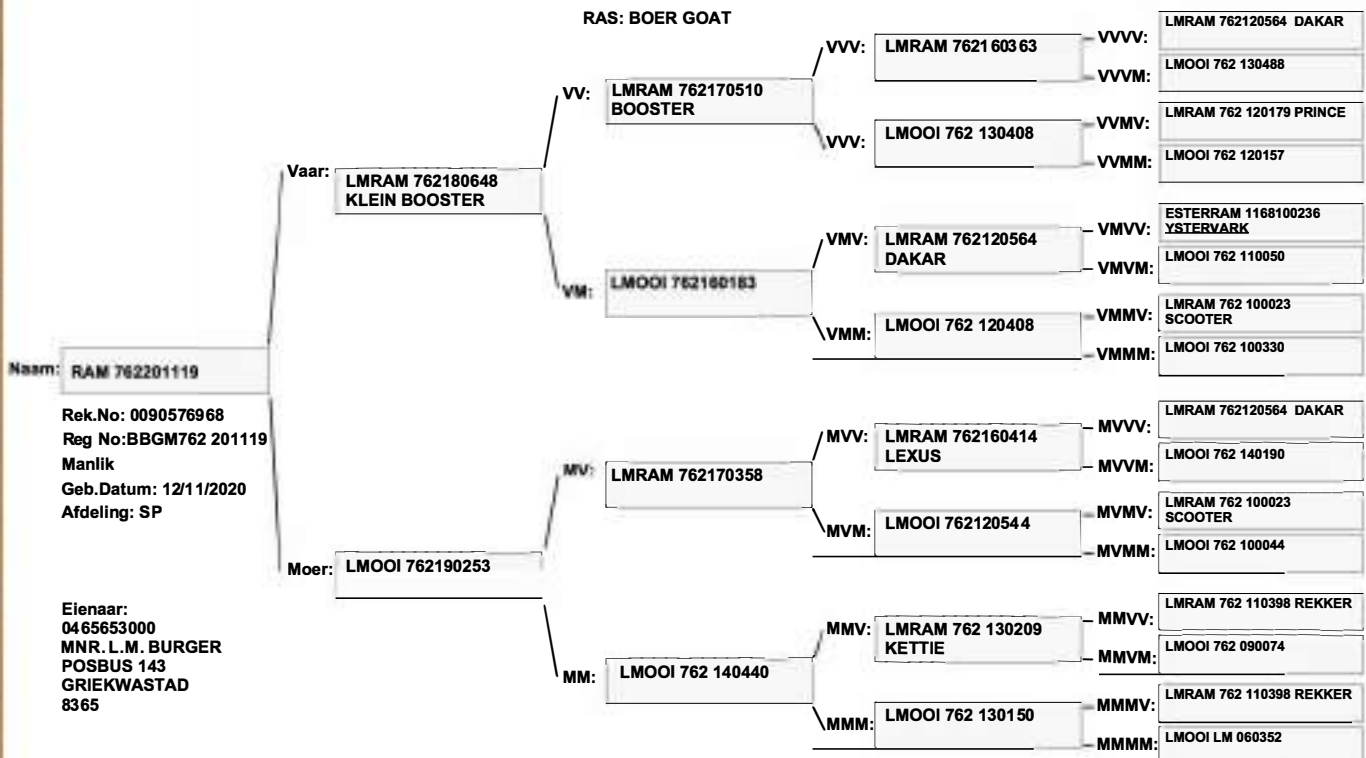 RAS: BOER GOAT
Naam: RAM 762201119
Rek.No: 0090576968
Reg No:BBGM762 201119
Manlik
Geb.Datum: 12/11/2020
Afdeling: SP
Eienaar:
0465653000
MNR. L.M. BURGER
POSBUS 143
GRIEKWASTAD
8365
Vaar: LMRAM 762180648
KLEIN BOOSTER
Moer: LMOOI 762190253
VV: LMRAM 762170510
BOOSTER
VM: LMOOI 762160183
MV: LMRAM 762170358
MM: LMOOI 762 140440
VVV: LMRAM 762160363
VVV: LMOOI 762 130408
VMV: LMRAM 762120564
DAKAR
VMM: LMOOI 762 120408
MVV: LMRAM 762160414
LEXUS
MVM: LMOOI 762120544
MMV: LMRAM 762 130209
KETTIE
MMM: LMOOI 762 130150
VVVV: LMRAM 762120564 DAKAR
VVVM: LMOOI 762 130488
VVMV: LMRAM 762 120179 PRINCE
VVMM: LMOOI 762 120157
VMVV: ESTERRAM 1168100236
YSTERVARK
VMVM: LMOOI 762 110050
VMMV: LMRAM 762 100023
SCOOTER
VMMM: LMOOI 762 100330
MVVV: LMRAM 762120564 DAKAR
MVVM: LMOOI 762 140190
MVMV: LMRAM 762 100023
SCOOTER
MVMM: LMOOI 762 100044
MMVV: LMRAM 762 110398 REKKER
MMVM: LMOOI 762 090074
MMMV: LMRAM 762 110398 REKKER
MMMM: LMOOI LM 060352